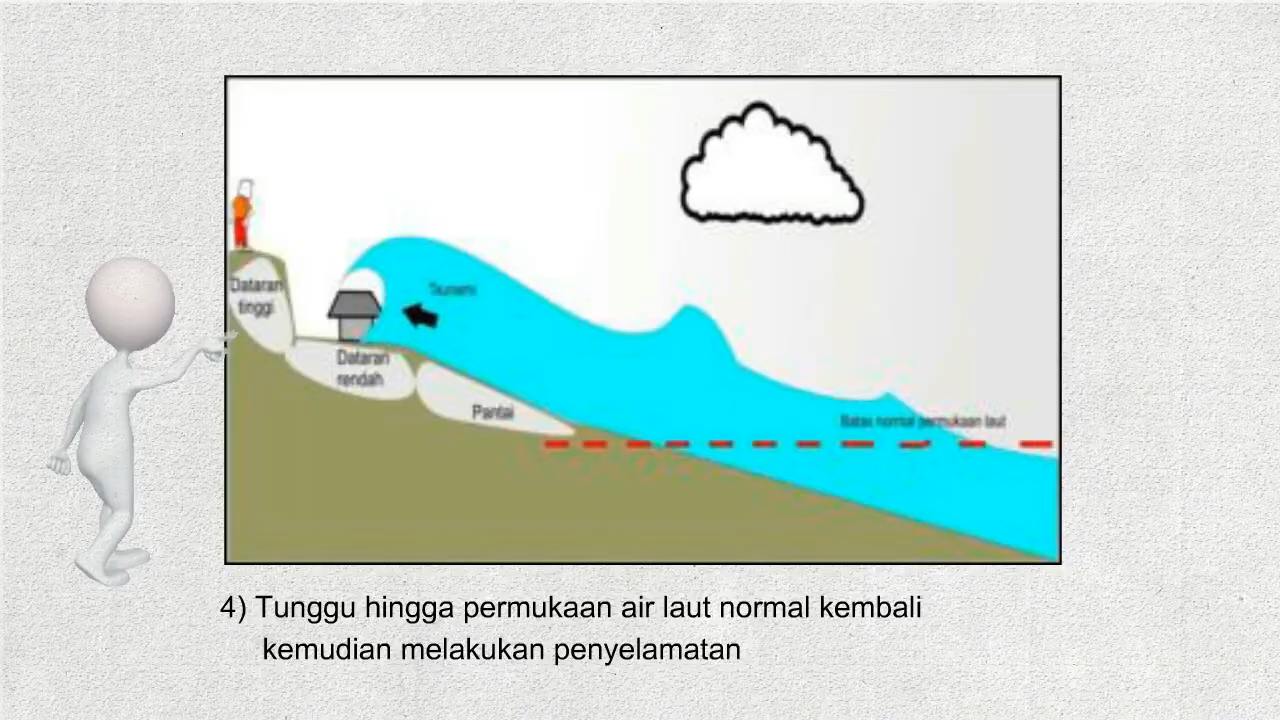 Dataran
tinggi
Tsunami
Dataran
rendah
Pantai
Batas normal permukaan laut
4) Tunggu hingga permukaan air laut normal kembali
kemudian melakukan penyelamatan